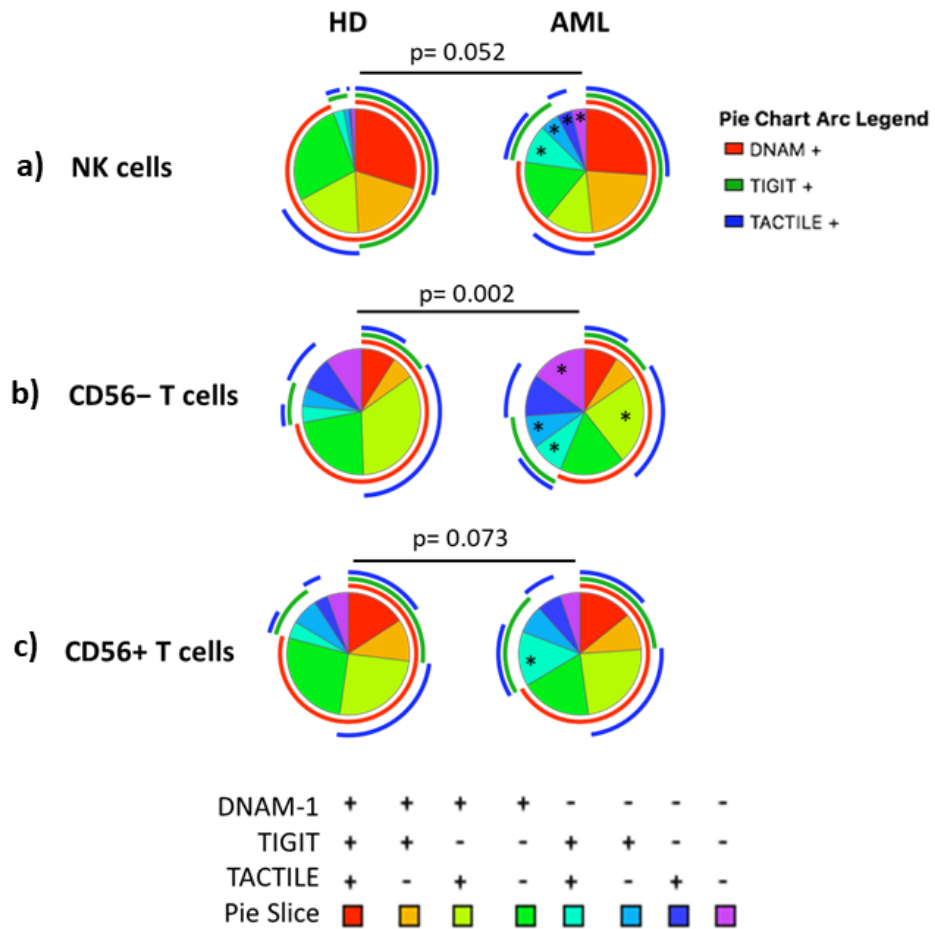 HD AML
p= 0.052
a) NK cells
* * * * *
Pie Chart Arc Legend
DNAM +
TIGIT +
TACTILE +
p= 0.002
b) CD56− T cells
* * * *
p= 0.073
c) CD56+ T cells
*
DNAM-1 + + + + - - - -
TIGIT + + - - + + - -
TACTILE + - + - + - + -
Pie Slice